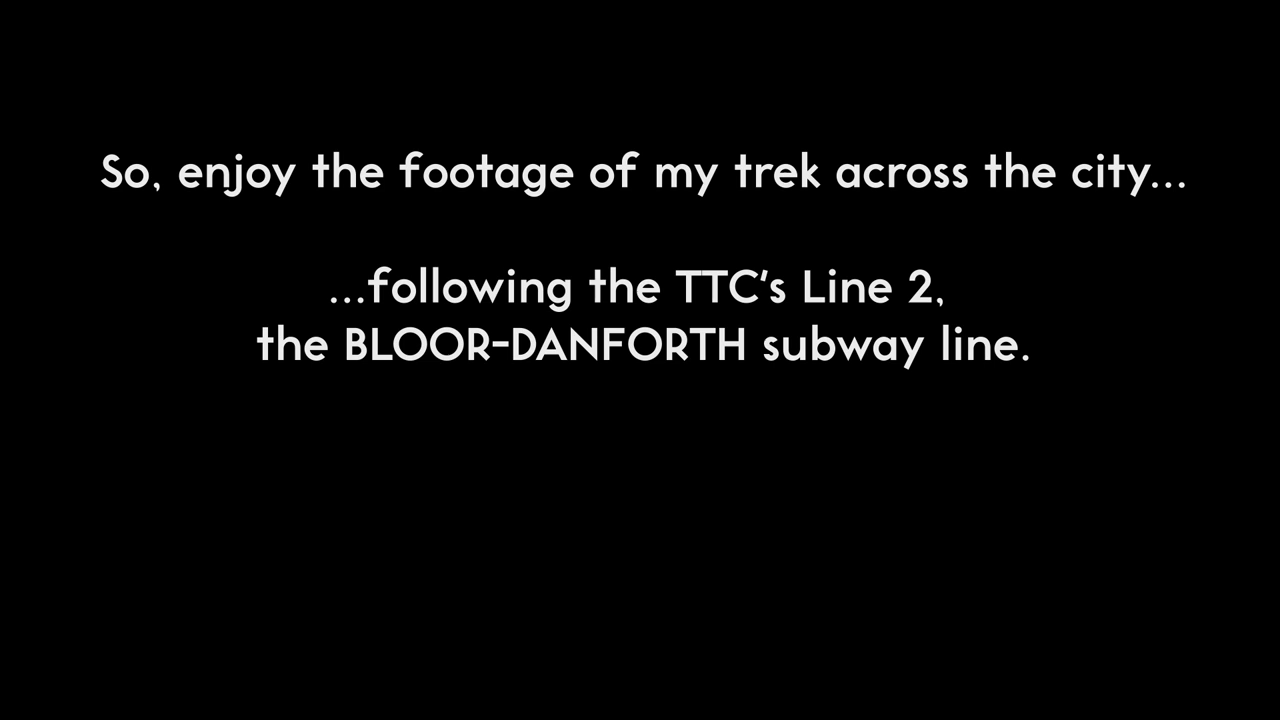 So, enjoy the footage of my trek across the city...
...following the TTC's Line 2,
the BLOOR-DANFORTH subway line.